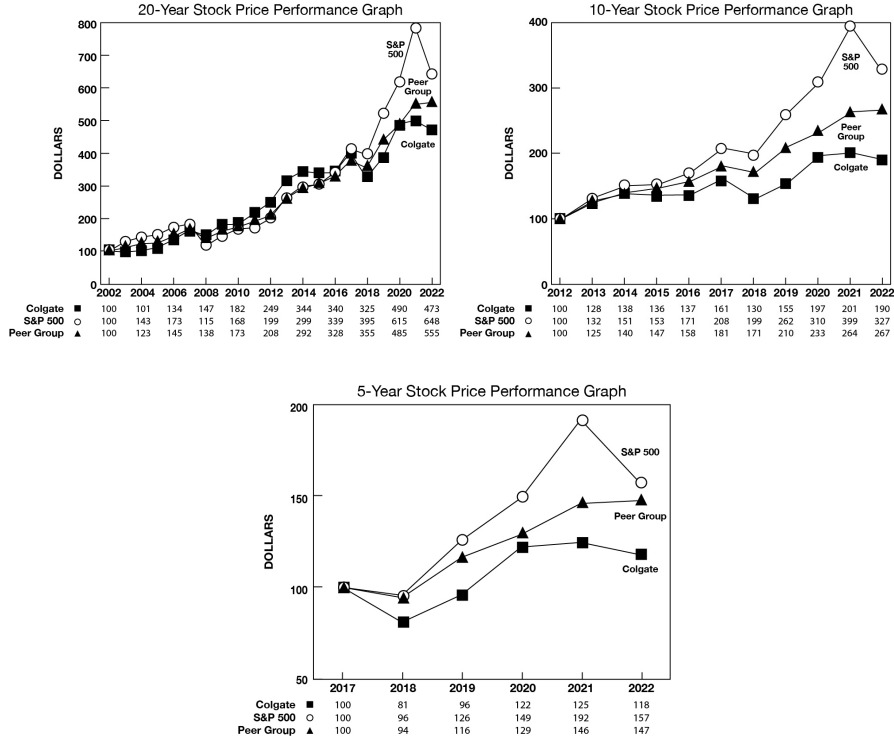 20-Year Stock Price Performance Graph
800
700
600
500
400
300
200
100
0
DOLLARS
S&P
500
Peer
Group
Colgate
2002 2004 2006 2008 2010 2012 2014 2016 2018 2020 2022
Colgate 100 101 134 147 182 249 344 340 325 490 473
S&P 500 100 143 173 115 168 199 299 339 395 615 648
Peer Group 100 123 145 138 173 208 292 328 355 485 555
10-Year Stock Price Performance Graph
400
300
200
100
0
DOLLARS
S&P
500
Peer
Group
Colgate
2012 2013 2014 2015 2016 2017 2018 2019 2020 2021 2022
Colgate 100 128 138 136 137 161 130 155 197 201 190
S&P 500 100 132 151 153 171 208 199 262 310 399 327
Peer Group 100 125 140 147 158 181 171 210 233 264 267
5-Year Stock Price Performance Graph
200
150
100
50
DOLLARS
S&P 500
Peer Group
Colgate
2017 2018 2019 2020 2021 2022
Colgate 100 81 96 122 125 118
S&P 500 100 96 126 149 192 157
Peer Group 100 94 116 129 146 147